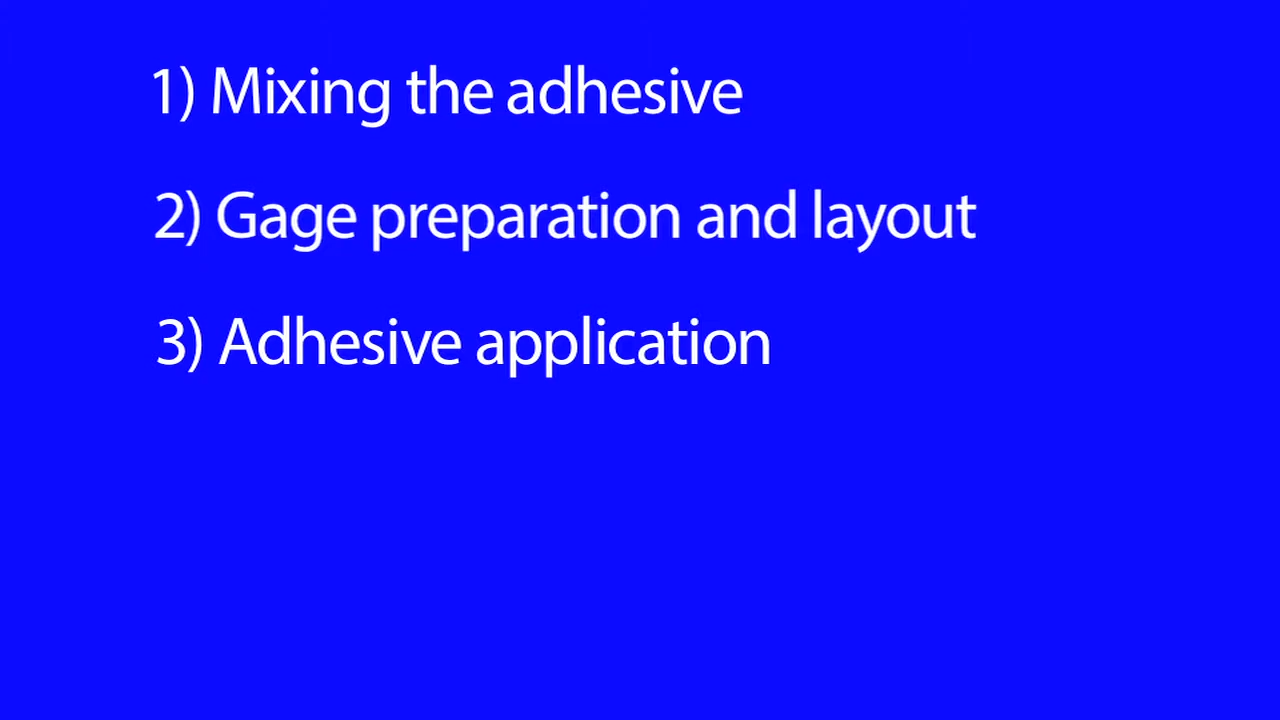 1) Mixing the adhesive
2) Gage preparation and layout
3) Adhesive application